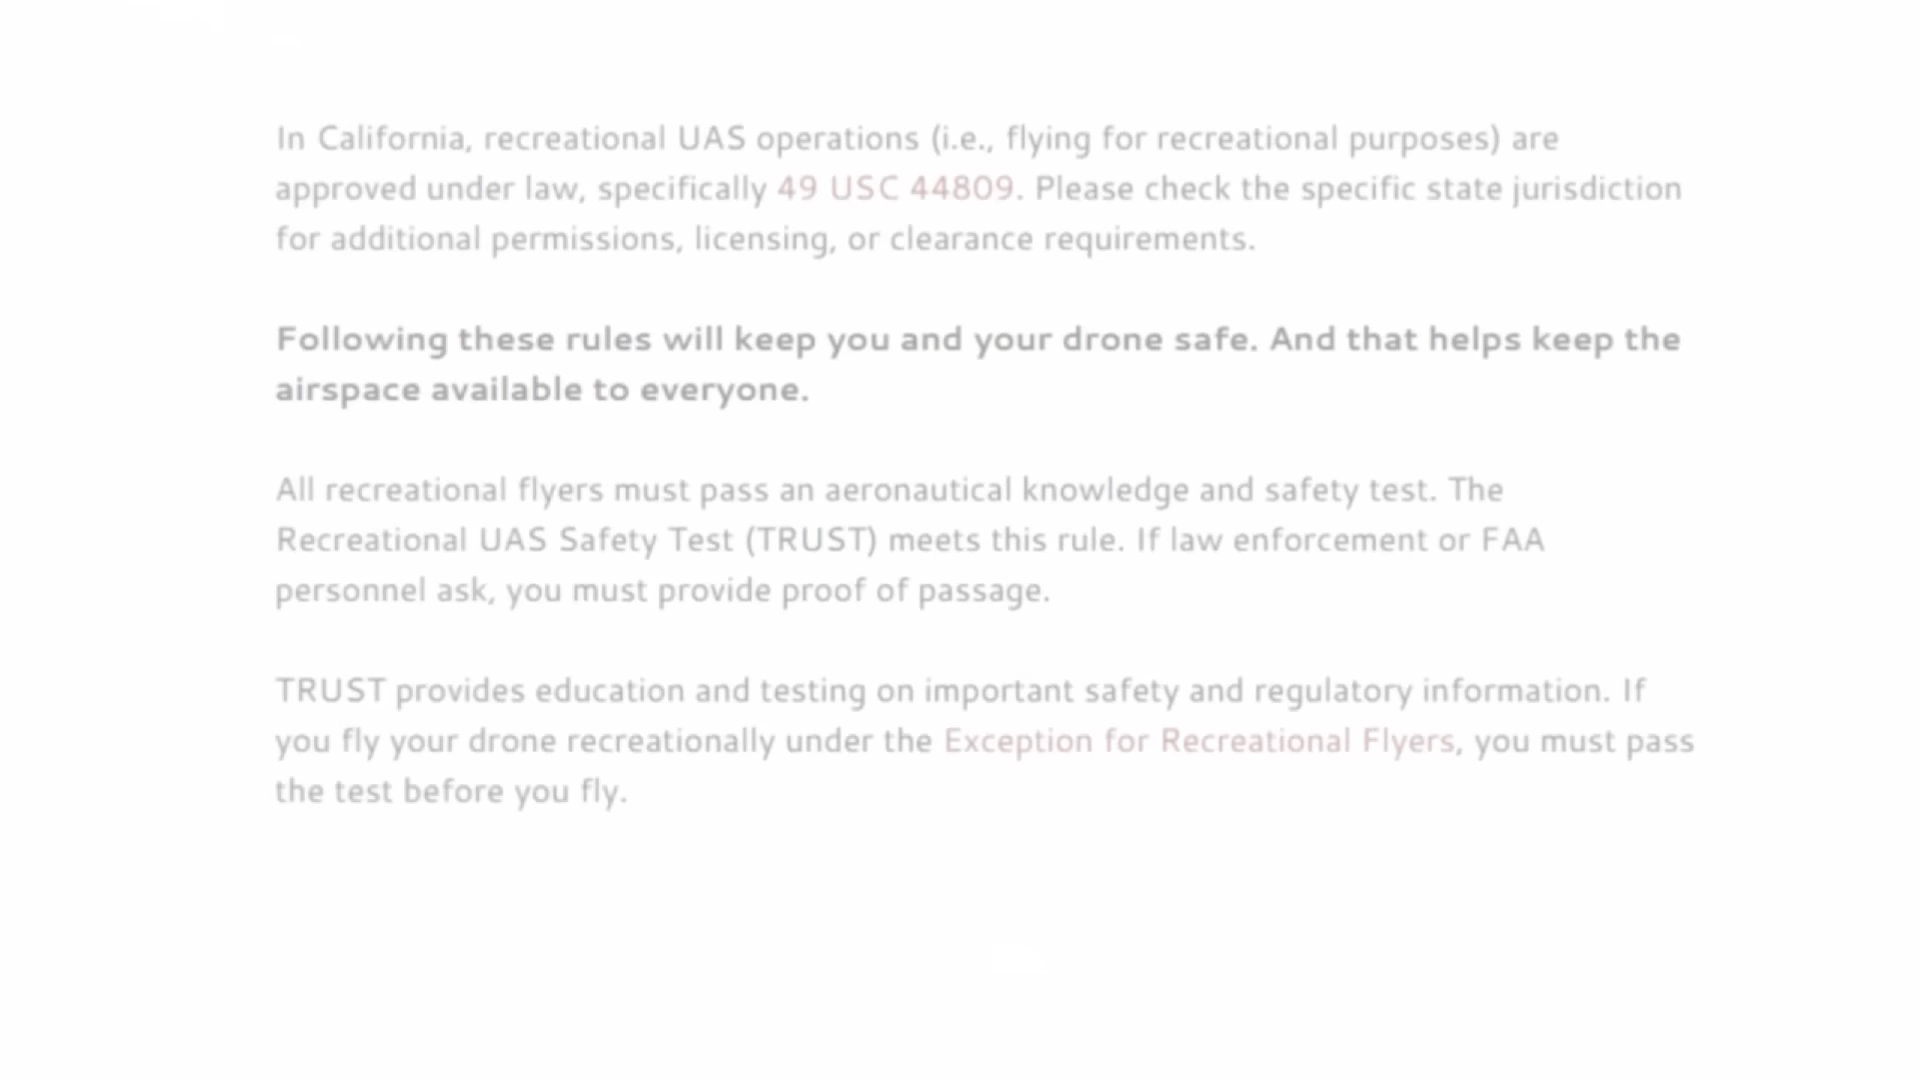 In California, recreational UAS operations (i.e., flying for recreational purposes) are
approved under law, specifically 49 USC 44809. Please check the specific state jurisdiction
for additional permissions, licensing, or clearance requirements.
Following these rules will keep you and your drone safe. And that helps keep the
airspace available to everyone.
All recreational flyers must pass an aeronautical knowledge and safety test. The
Recreational UAS Safety Test (TRUST) meets this rule. If law enforcement or FAA
personnel ask, you must provide proof of passage.
TRUST provides education and testing on important safety and regulatory information. If
you fly your drone recreationally under the Exception for Recreational Flyers, you must pass
the test before you fly.